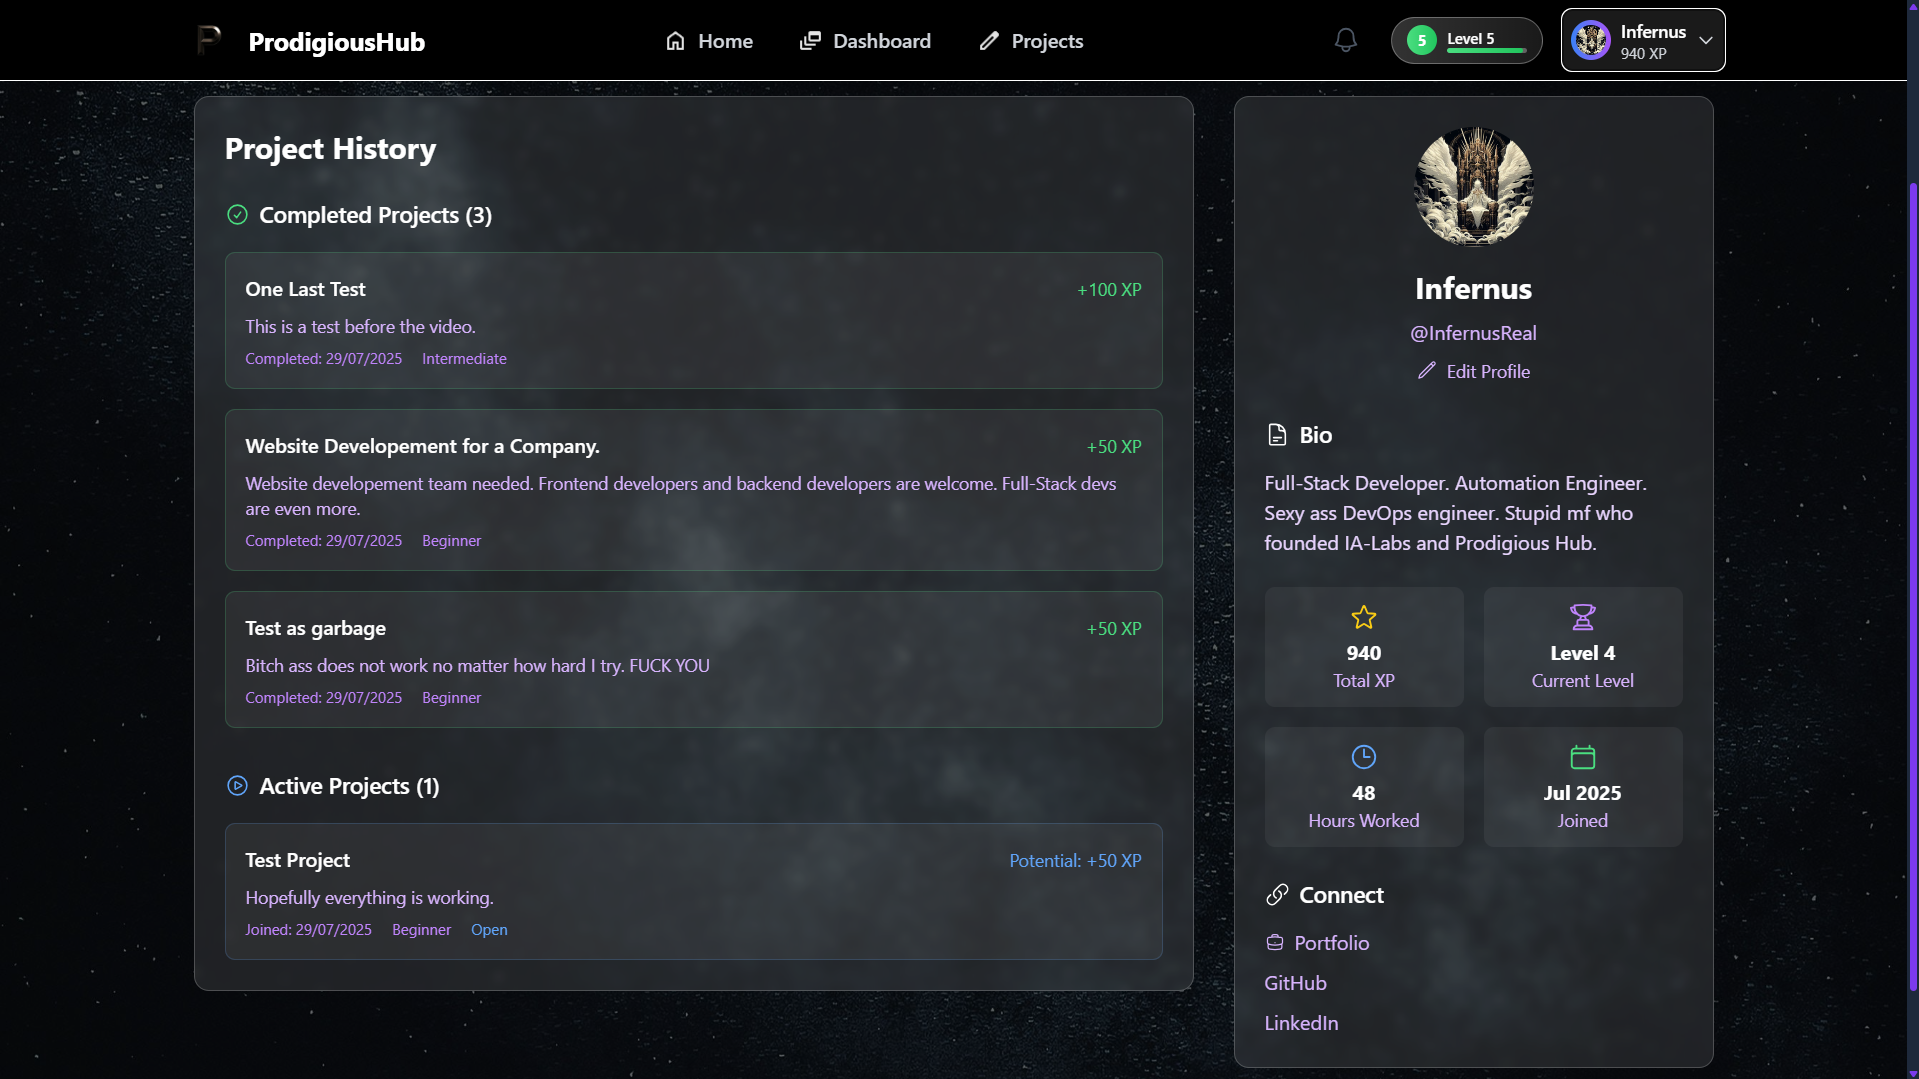 P
ProdigiousHub
Home
Dashboard
Projects
5
Level 5
Infernus
940 XP
Project History
Completed Projects (3)
One Last Test
+100 XP
This is a test before the video.
Completed: 29/07/2025
Intermediate
Website Developement for a Company.
+50 XP
Website developement team needed. Frontend developers and backend developers are welcome. Full-Stack devs
are even more.
Completed: 29/07/2025
Beginner
Test as garbage
+50 XP
Bitch ass does not work no matter how hard I try. FUCK YOU
Completed: 29/07/2025
Beginner
Active Projects (1)
Test Project
Potential: +50 XP
Hopefully everything is working.
Joined: 29/07/2025
Beginner
Open
Infernus
@InfernusReal
Edit Profile
Bio
Full-Stack Developer. Automation Engineer.
Sexy ass DevOps engineer. Stupid mf who
founded IA-Labs and Prodigious Hub.
940
Total XP
Level 4
Current Level
48
Hours Worked
Jul 2025
Joined
Connect
Portfolio
GitHub
LinkedIn